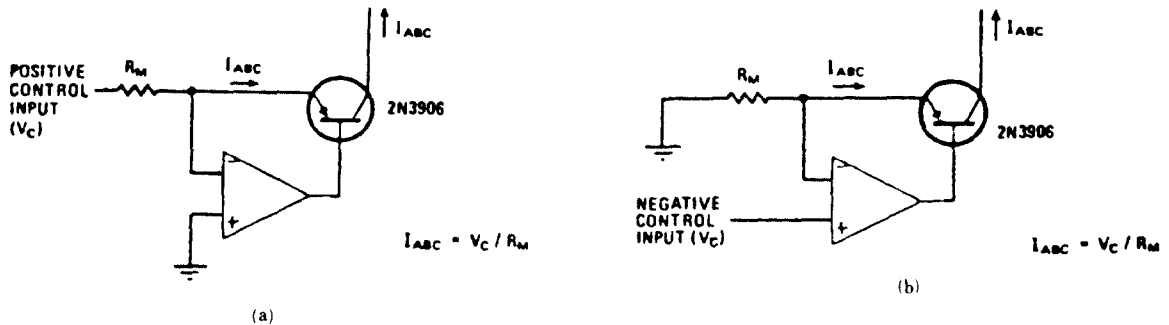 I_ABC
POSITIVE
CONTROL
INPUT
(V_C)
R_M
I_ABC
2N3906
−
+
I_ABC = V_C / R_M
(a)
I_ABC
R_M
I_ABC
2N3906
NEGATIVE
CONTROL
INPUT (V_C)
−
+
I_ABC = V_C / R_M
(b)